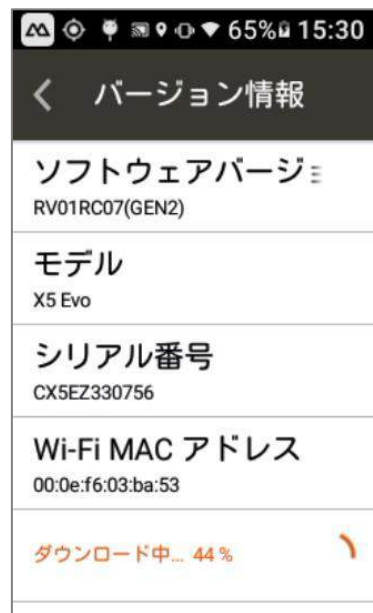 65% 15:30
バージョン情報
ソフトウェアバージ
RV01RC07(GEN2)
モデル
X5 Evo
シリアル番号
CX5EZ330756
Wi-Fi MAC アドレス
00:0e:f6:03:ba:53
ダウンロード中... 44 %